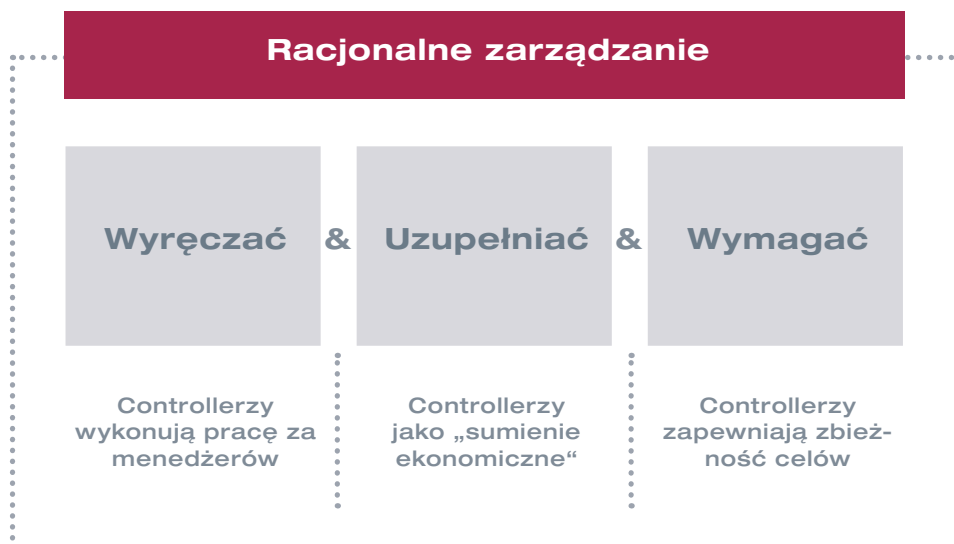 Racjonalne zarządzanie
Wyręczać & Uzupełniać & Wymagać
Controllerzy
wykonują pracę za
menedżerów
Controllerzy
jako „sumienie
ekonomiczne“
Controllerzy
zapewniają zbież-
ność celów